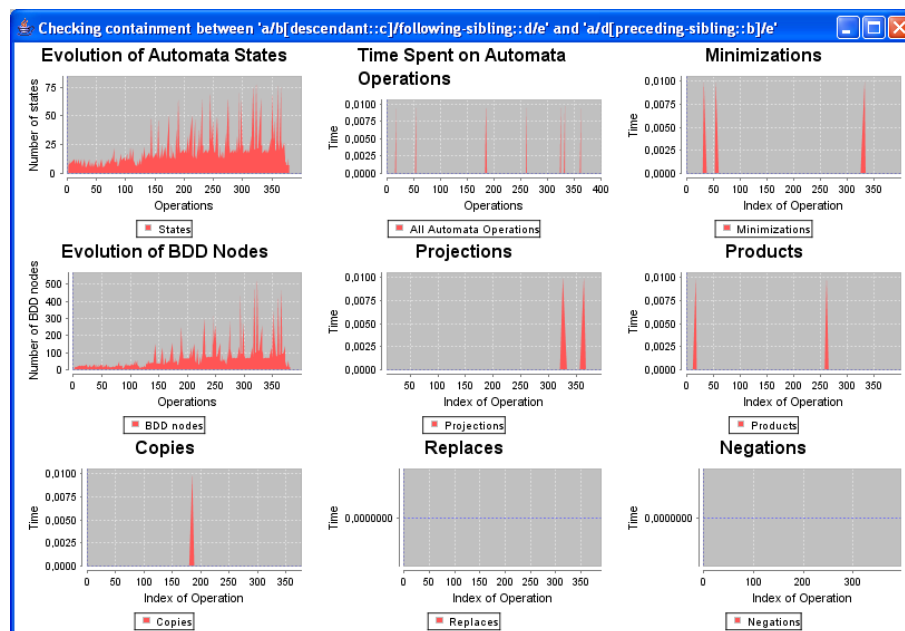 Checking containment between 'a/b[descendant::c]/following-sibling::d/e' and 'a/d[preceding-sibling::b]/e'
Evolution of Automata States
Number of states
75
50
25
0
0 50 100 150 200 250 300 350
Operations
States
Time Spent on Automata
Operations
Time
0,0100
0,0075
0,0050
0,0025
0,0000
0 50 100 150 200 250 300 350 400
Operations
All Automata Operations
Minimizations
Time
0,0100
0,0075
0,0050
0,0025
0,0000
0 50 100 150 200 250 300 350
Index of Operation
Minimizations
Evolution of BDD Nodes
Number of BDD nodes
500
400
300
200
100
0
0 50 100 150 200 250 300 350
Operations
BDD nodes
Projections
Time
0,0100
0,0075
0,0050
0,0025
0,0000
50 100 150 200 250 300 350
Index of Operation
Projections
Products
Time
0,0100
0,0075
0,0050
0,0025
0,0000
0 50 100 150 200 250 300 350
Index of Operation
Products
Copies
Time
0,0100
0,0075
0,0050
0,0025
0,0000
0 50 100 150 200 250 300 350
Index of Operation
Copies
Replaces
Time
0,0000000
0 50 100 150 200 250 300 350
Index of Operation
Replaces
Negations
Time
0,0000000
0 100 200 300
Index of Operation
Negations